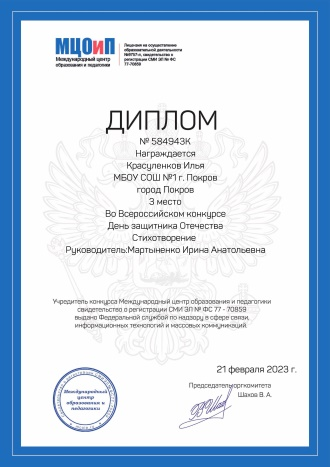 МЦОиП
Международный центр
образования и педагогики
Лицензия на осуществление
образовательной деятельности
№9757-л, свидетельство о
регистрации СМИ ЭЛ № ФС
77-70859
ДИПЛОМ
№ 584943К
Награждается
Красуленков Илья
МБОУ СОШ №1 г. Покров
город Покров
3 место
Во Всероссийском конкурсе
День защитника Отечества
Стихотворение
Руководитель:Мартыненко Ирина Анатольевна
Учредитель конкурса Международный центр образования и педагогики
свидетельство о регистрации СМИ ЭЛ № ФС 77 - 70859
выдано Федеральной службой по надзору в сфере связи,
информационных технологий и массовых коммуникаций.
21 февраля 2023 г.
Председатель оргкомитета
Шахов В. А.
Международный
центр
образования и
педагогики